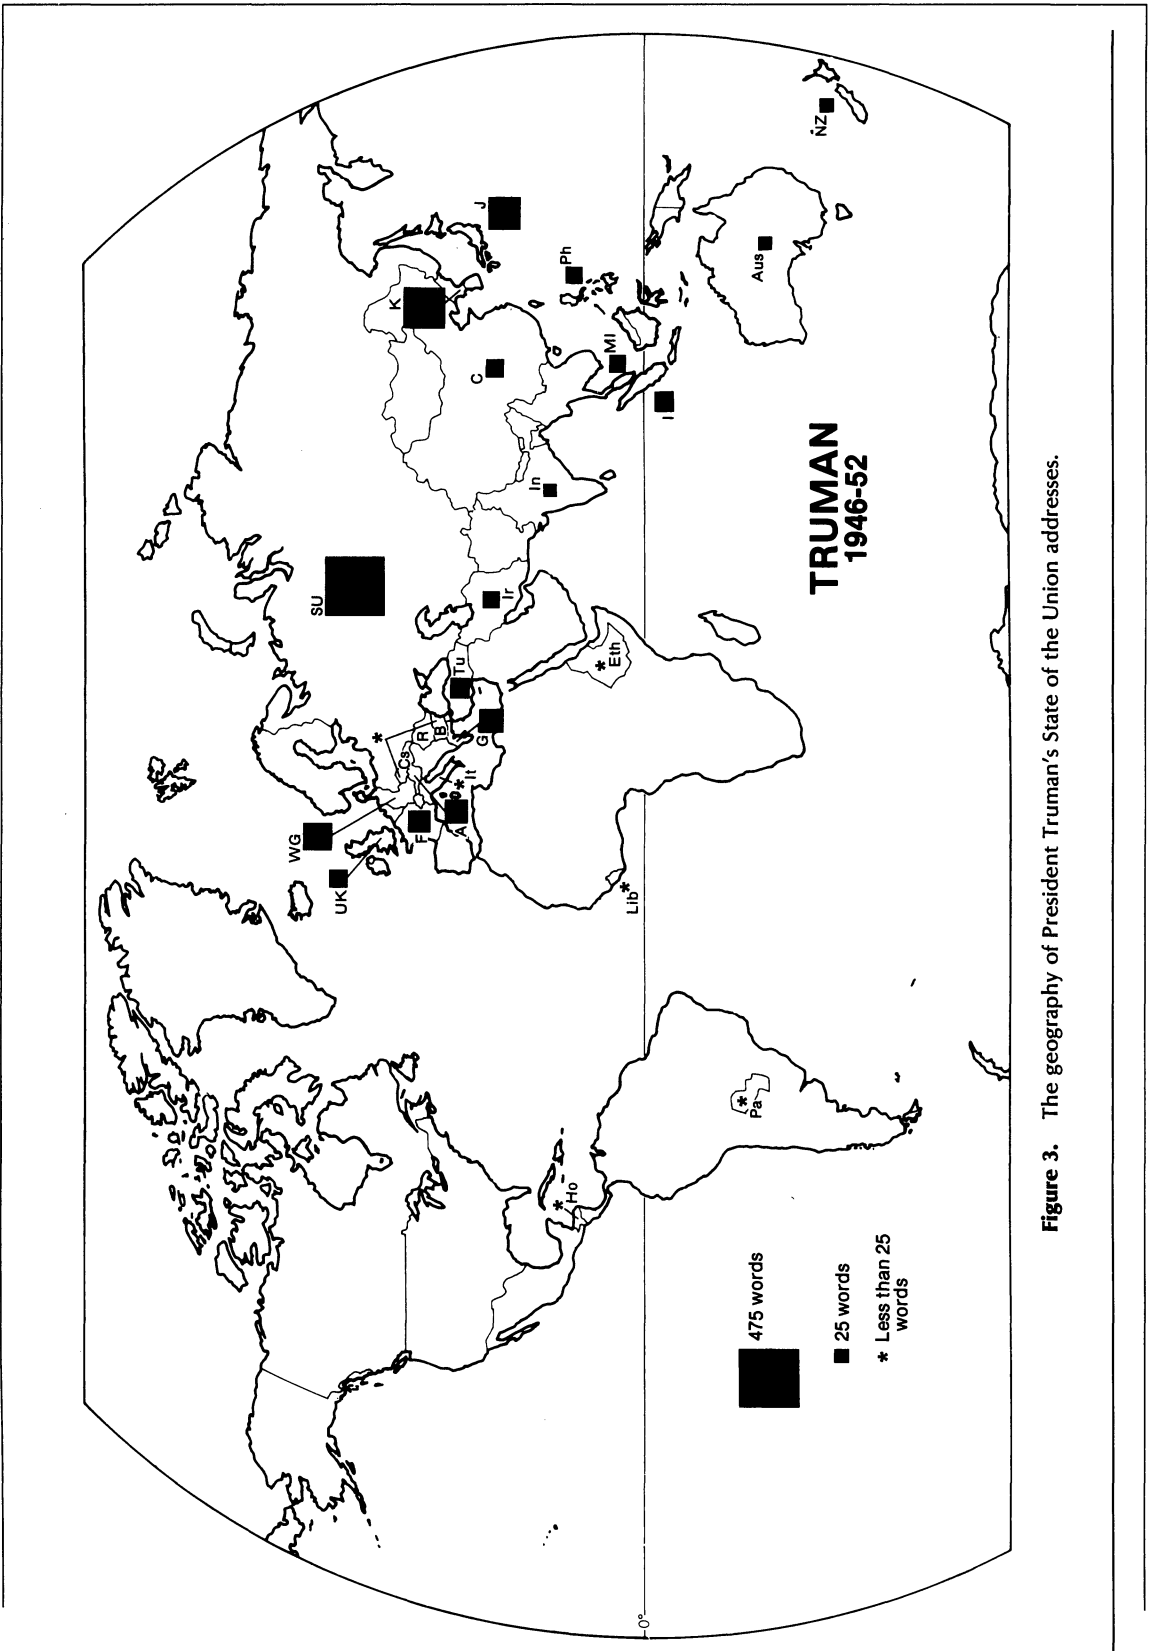 WG
UK
F
A
It
*
Cs
R
B
G
Tu
SU
Ir
In
C
K
J
Ph
Ml
I
Aus
NZ
* Eth
Lib *
* Ho
* Pa
0°
TRUMAN
1946-52
475 words
25 words
* Less than 25
words
Figure 3. The geography of President Truman's State of the Union addresses.